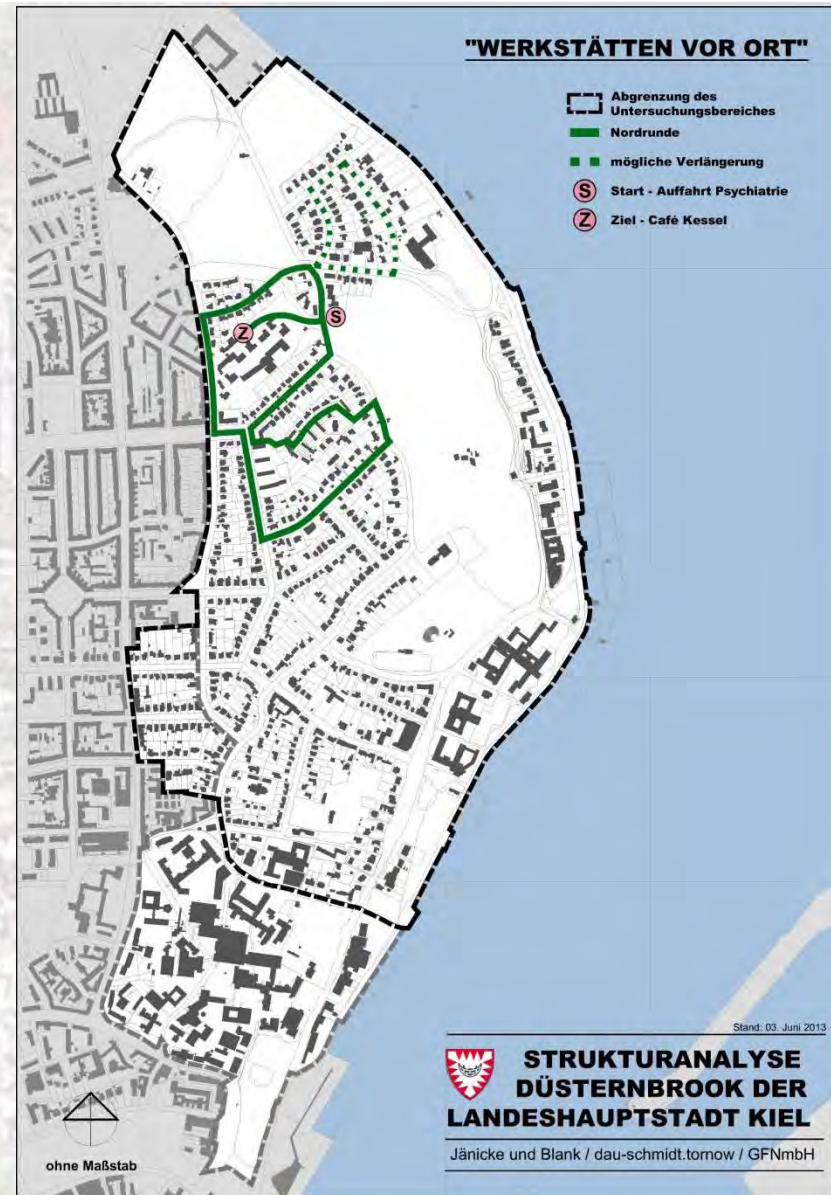 "WERKSTÄTTEN VOR ORT"
Abgrenzung des
Untersuchungsbereiches
Nordrunde
mögliche Verlängerung
S Start - Auffahrt Psychiatrie
Z Ziel - Café Kessel
S
Z
Stand: 03. Juni 2013
STRUKTURANALYSE
DÜSTERNBROOK DER
LANDESHAUPTSTADT KIEL
Jänicke und Blank / dau-schmidt.tornow / GFNmbH
ohne Maßstab